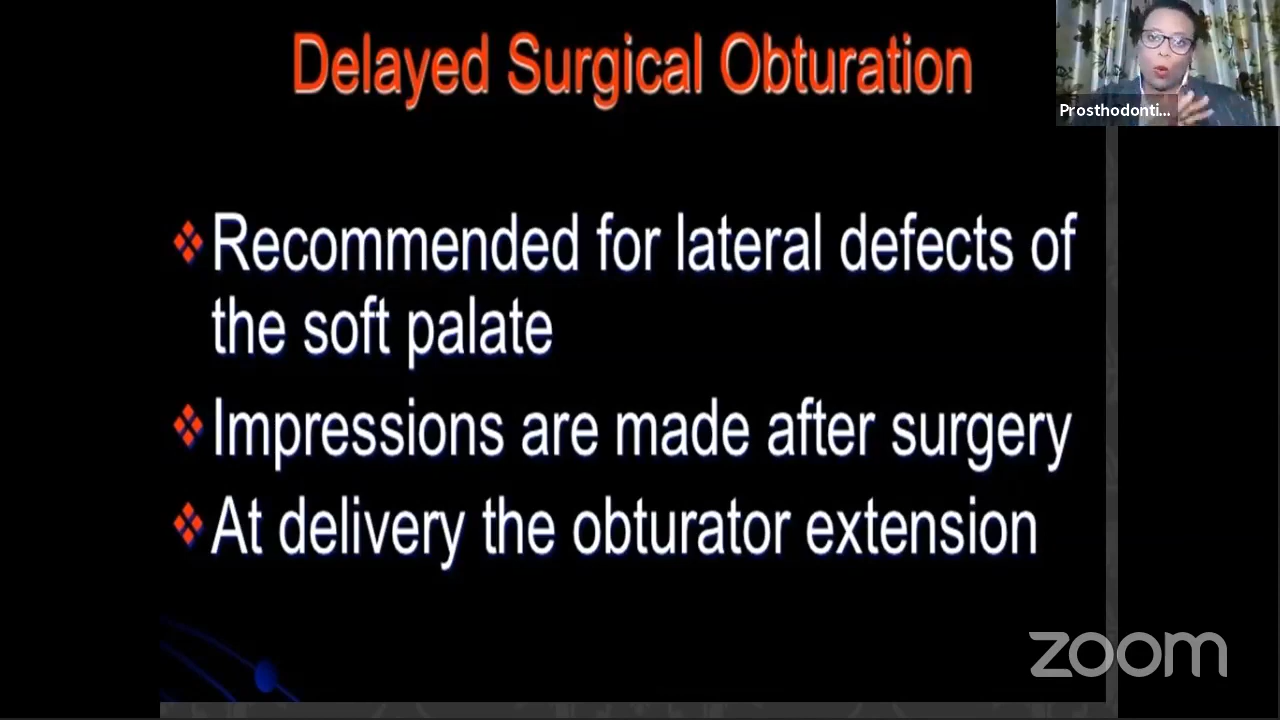 Delayed Surgical Obturation
Prosthodonti...
Recommended for lateral defects of
the soft palate
Impressions are made after surgery
At delivery the obturator extension
zoom